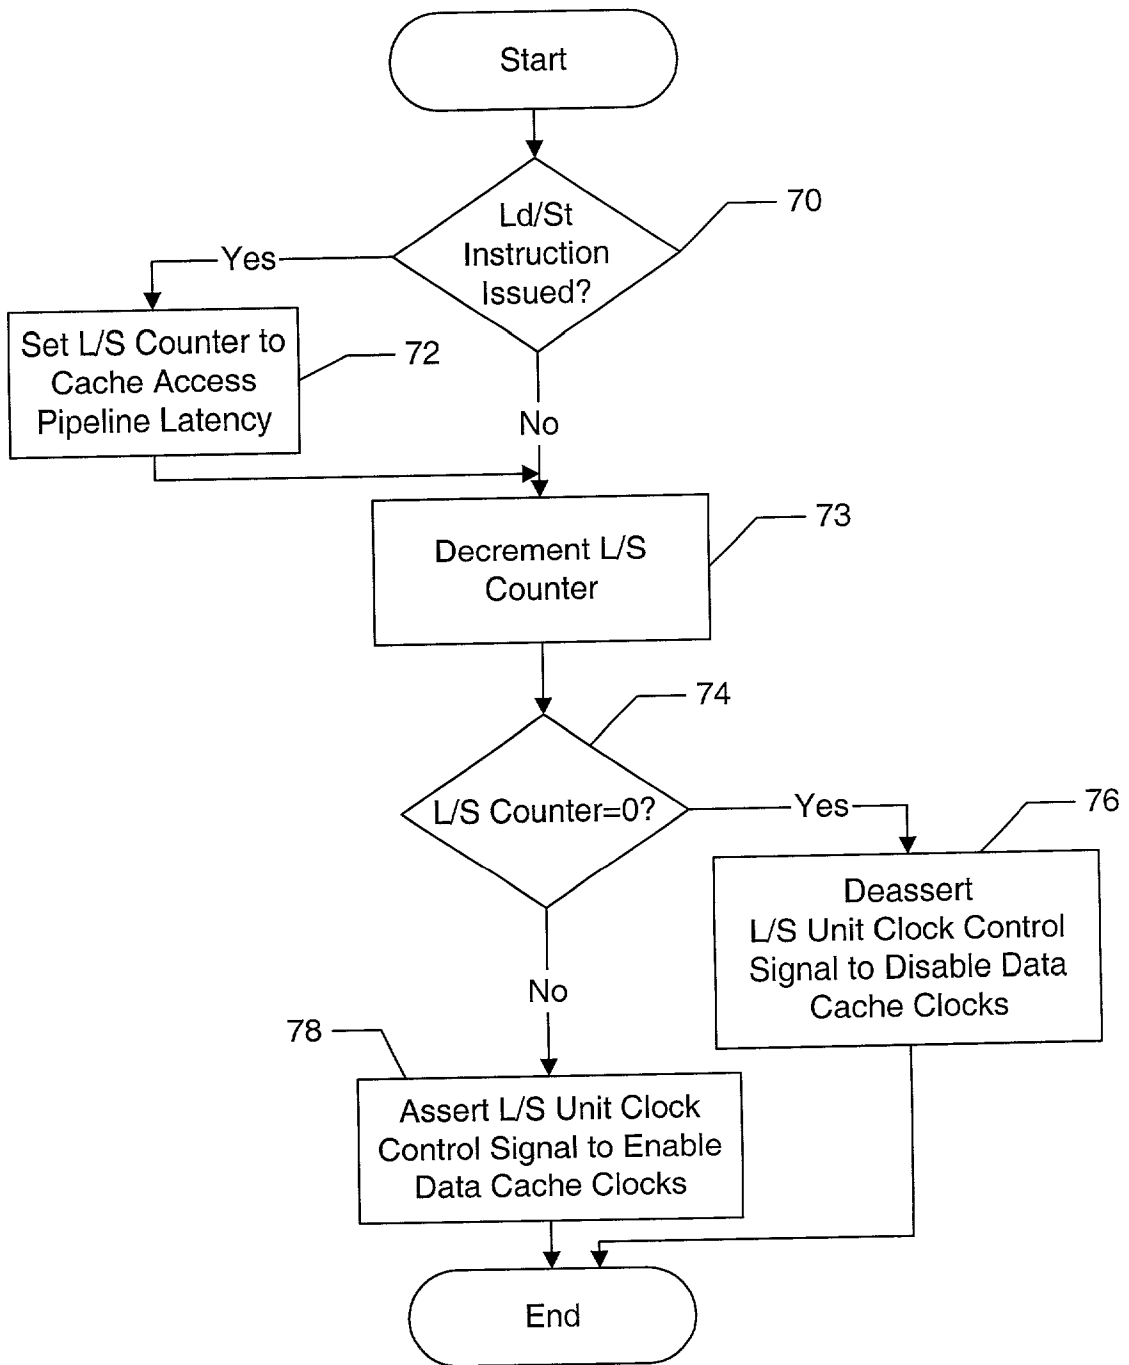 Start
Ld/St
Instruction
Issued?
70
Yes
Set L/S Counter to
Cache Access
Pipeline Latency
72
No
Decrement L/S
Counter
73
74
L/S Counter=0?
Yes
76
Deassert
L/S Unit Clock Control
Signal to Disable Data
Cache Clocks
No
78
Assert L/S Unit Clock
Control Signal to Enable
Data Cache Clocks
End